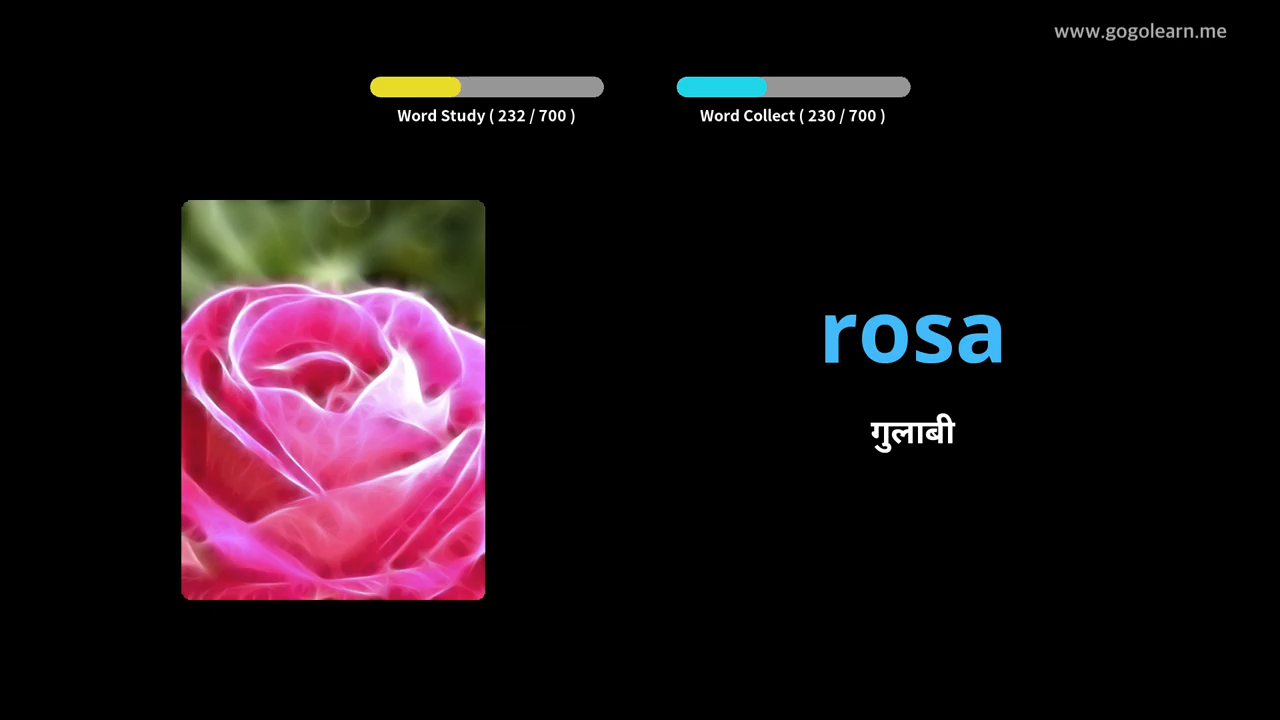 www.gogolearn.me
Word Study ( 232 / 700 )
Word Collect ( 230 / 700 )
rosa
गुलाबी